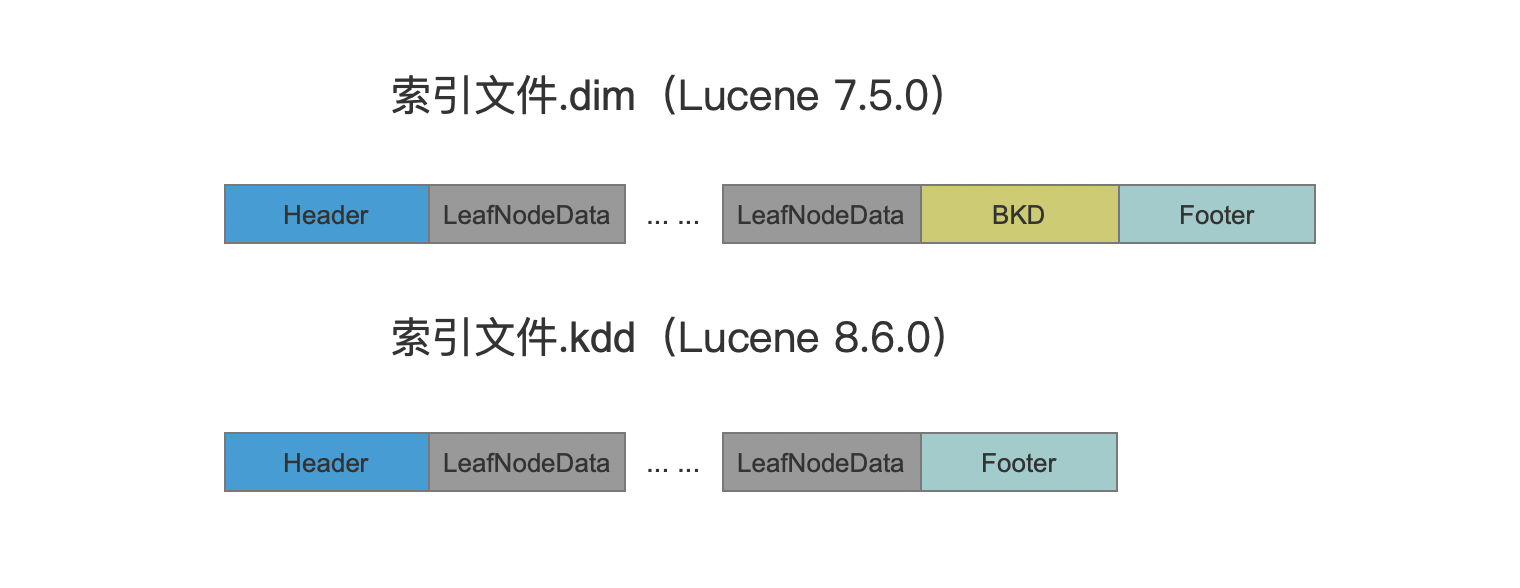 索引文件.dim（Lucene 7.5.0）
Header LeafNodeData ... ... LeafNodeData BKD Footer
索引文件.kdd（Lucene 8.6.0）
Header LeafNodeData ... ... LeafNodeData Footer